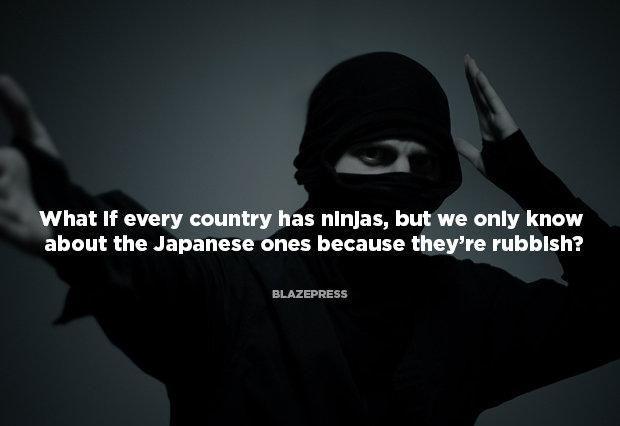 What if every country has ninjas, but we only know
about the Japanese ones because they're rubbish?
BLAZEPRESS